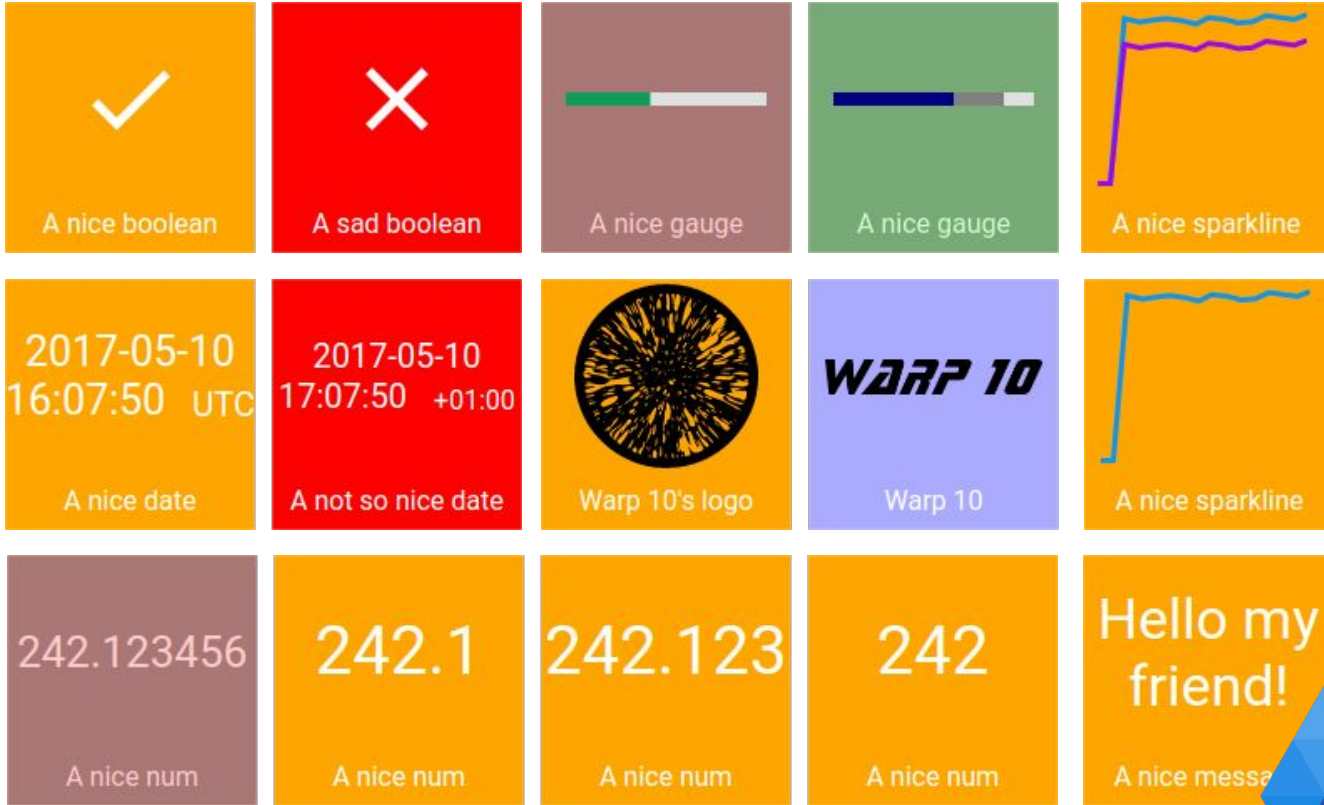 A nice boolean
A sad boolean
A nice gauge
A nice gauge
A nice sparkline
2017-05-10
16:07:50 UTC
A nice date
2017-05-10
17:07:50 +01:00
A not so nice date
Warp 10's logo
WARP 10
Warp 10
A nice sparkline
242.123456
A nice num
242.1
A nice num
242.123
A nice num
242
A nice num
Hello my
friend!
A nice messa